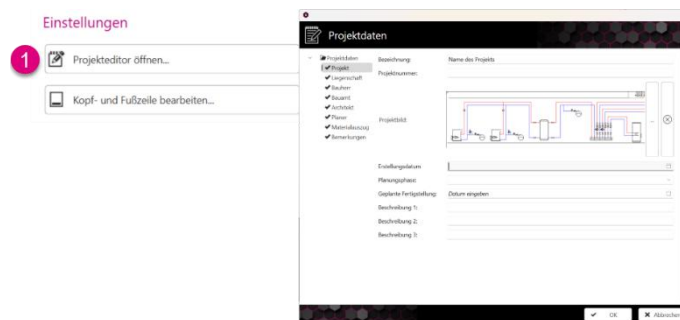 Einstellungen
1
Projekteditor öffnen...
Kopf- und Fußzeile bearbeiten...
Projektdaten
Projektdaten
Projekt
Liegenschaft
Bauherr
Bauamt
Architekt
Planer
Materialauszug
Bemerkungen
Bezeichnung: Name des Projekts
Projektnummer:
Projektbild
Erstellungsdatum
Planungsphase:
Geplante Fertigstellung: Datum eingeben
Beschreibung 1:
Beschreibung 2:
Beschreibung 3:
OK
Abbrechen